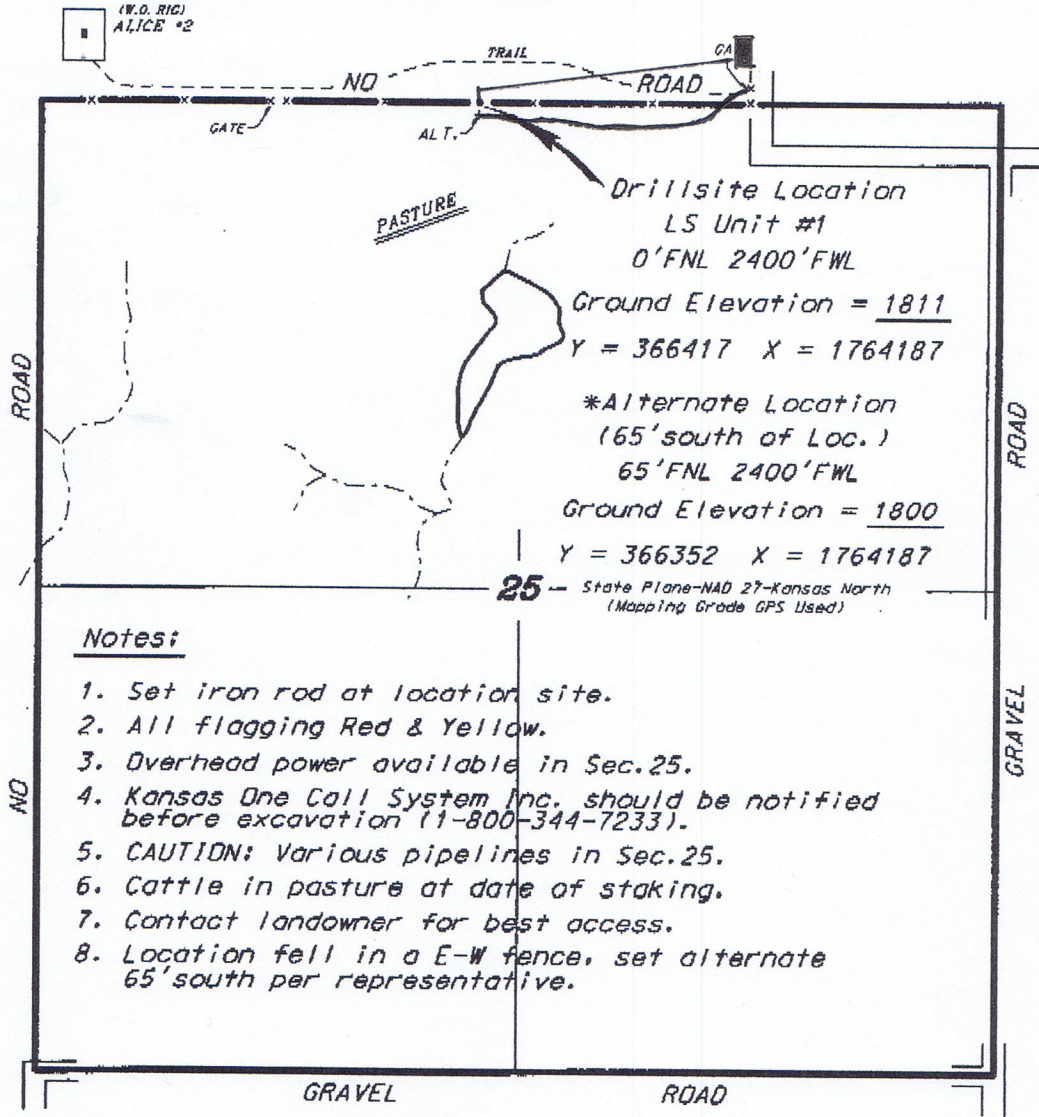 (W.O. RIG)
ALICE #2
TRAIL
NO
ROAD
GATE
ALT.
PASTURE
Drillsite Location
LS Unit #1
0'FNL 2400'FWL
Ground Elevation = 1811
Y = 366417 X = 1764187
*Alternate Location
(65'south of Loc.)
65'FNL 2400'FWL
Ground Elevation = 1800
Y = 366352 X = 1764187
25
State Plane-NAD 27-Kansas North
(Mapping Grade GPS Used)
ROAD
NO
ROAD
GRAVEL
Notes:
1. Set iron rod at location site.
2. All flagging Red & Yellow.
3. Overhead power available in Sec.25.
4. Kansas One Call System Inc. should be notified
before excavation (1-800-344-7233).
5. CAUTION: Various pipelines in Sec.25.
6. Cattle in pasture at date of staking.
7. Contact landowner for best access.
8. Location fell in a E-W fence, set alternate
65'south per representative.
GRAVEL ROAD